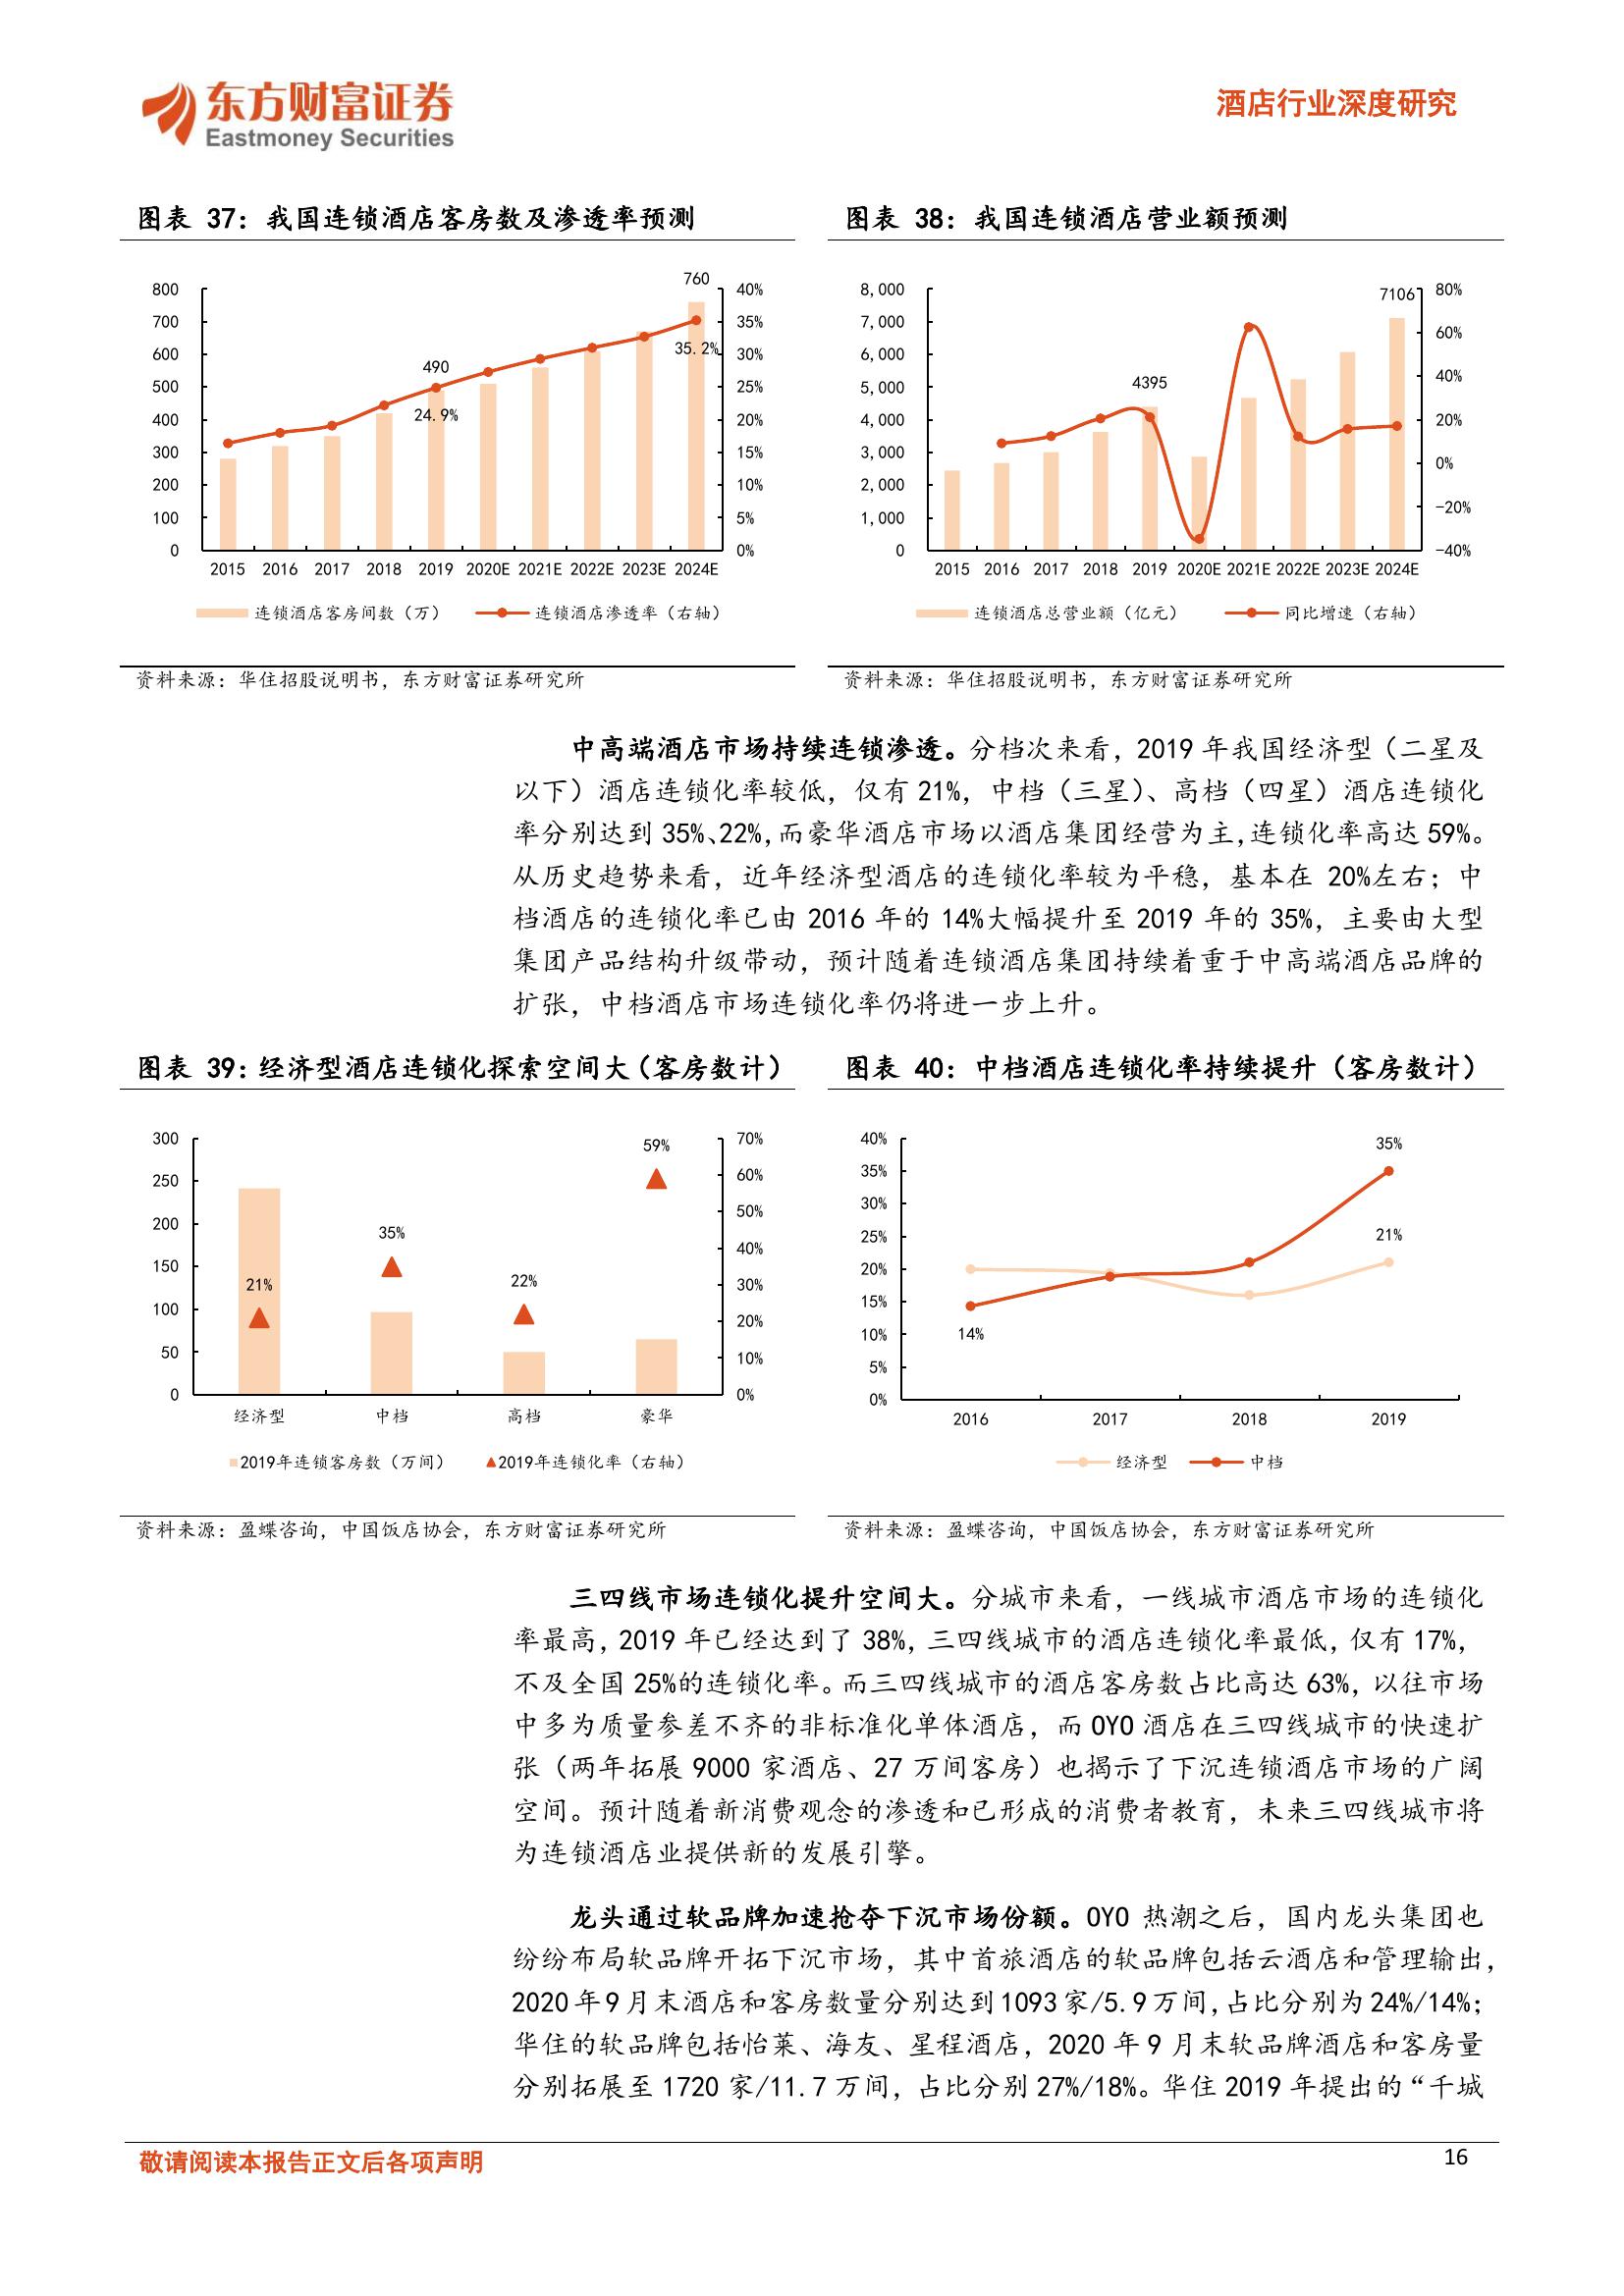 东方财富证券
Eastmoney Securities
酒店行业深度研究
图表 37：我国连锁酒店客房数及渗透率预测
800
700
600
500
400
300
200
100
0
40%
35%
30%
25%
20%
15%
10%
5%
0%
490
24.9%
760
35.2%
2015 2016 2017 2018 2019 2020E 2021E 2022E 2023E 2024E
连锁酒店客房间数（万） 连锁酒店渗透率（右轴）
资料来源：华住招股说明书，东方财富证券研究所
图表 38：我国连锁酒店营业额预测
8,000
7,000
6,000
5,000
4,000
3,000
2,000
1,000
0
80%
60%
40%
20%
0%
-20%
-40%
4395
7106
2015 2016 2017 2018 2019 2020E 2021E 2022E 2023E 2024E
连锁酒店总营业额（亿元） 同比增速（右轴）
资料来源：华住招股说明书，东方财富证券研究所
中高端酒店市场持续连锁渗透。分档次来看，2019 年我国经济型（二星及
以下）酒店连锁化率较低，仅有 21%，中档（三星）、高档（四星）酒店连锁化
率分别达到 35%、22%，而豪华酒店市场以酒店集团经营为主，连锁化率高达 59%。
从历史趋势来看，近年经济型酒店的连锁化率较为平稳，基本在 20%左右；中
档酒店的连锁化率已由 2016 年的 14%大幅提升至 2019 年的 35%，主要由大型
集团产品结构升级带动，预计随着连锁酒店集团持续着重于中高端酒店品牌的
扩张，中档酒店市场连锁化率仍将进一步上升。
图表 39：经济型酒店连锁化探索空间大（客房数计）
300
250
200
150
100
50
0
70%
60%
50%
40%
30%
20%
10%
0%
21%
35%
22%
59%
经济型 中档 高档 豪华
2019年连锁客房数（万间） 2019年连锁化率（右轴）
资料来源：盈蝶咨询，中国饭店协会，东方财富证券研究所
图表 40：中档酒店连锁化率持续提升（客房数计）
40%
35%
30%
25%
20%
15%
10%
5%
0%
14%
35%
21%
2016 2017 2018 2019
经济型 中档
资料来源：盈蝶咨询，中国饭店协会，东方财富证券研究所
三四线市场连锁化提升空间大。分城市来看，一线城市酒店市场的连锁化
率最高，2019 年已经达到了 38%，三四线城市的酒店连锁化率最低，仅有 17%，
不及全国 25%的连锁化率。而三四线城市的酒店客房数占比高达 63%，以往市场
中多为质量参差不齐的非标准化单体酒店，而 OYO 酒店在三四线城市的快速扩
张（两年拓展 9000 家酒店、27 万间客房）也揭示了下沉连锁酒店市场的广阔
空间。预计随着新消费观念的渗透和已形成的消费者教育，未来三四线城市将
为连锁酒店业提供新的发展引擎。
龙头通过软品牌加速抢夺下沉市场份额。OYO 热潮之后，国内龙头集团也
纷纷布局软品牌开拓下沉市场，其中首旅酒店的软品牌包括云酒店和管理输出，
2020 年 9 月末酒店和客房数量分别达到 1093 家/5.9 万间，占比分别为 24%/14%；
华住的软品牌包括怡莱、海友、星程酒店，2020 年 9 月末软品牌酒店和客房量
分别拓展至 1720 家/11.7 万间，占比分别 27%/18%。华住 2019 年提出的“千城
敬请阅读本报告正文后各项声明
16